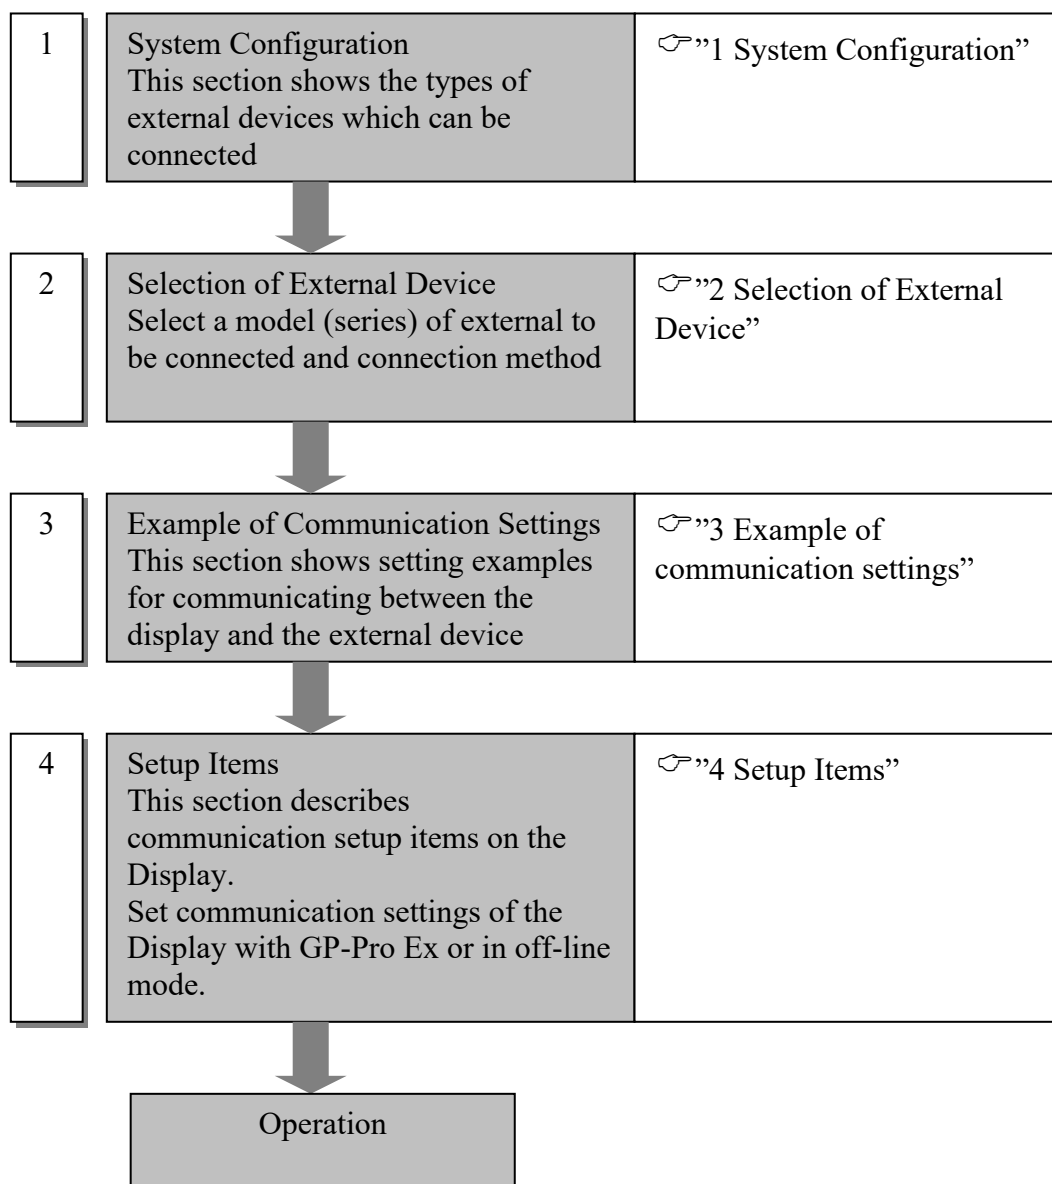 1
System Configuration
This section shows the types of
external devices which can be
connected
☞"1 System Configuration”
2
Selection of External Device
Select a model (series) of external to
be connected and connection method
☞”2 Selection of External
Device”
3
Example of Communication Settings
This section shows setting examples
for communicating between the
display and the external device
☞”3 Example of
communication settings”
4
Setup Items
This section describes
communication setup items on the
Display.
Set communication settings of the
Display with GP-Pro Ex or in off-line
mode.
☞”4 Setup Items”
Operation